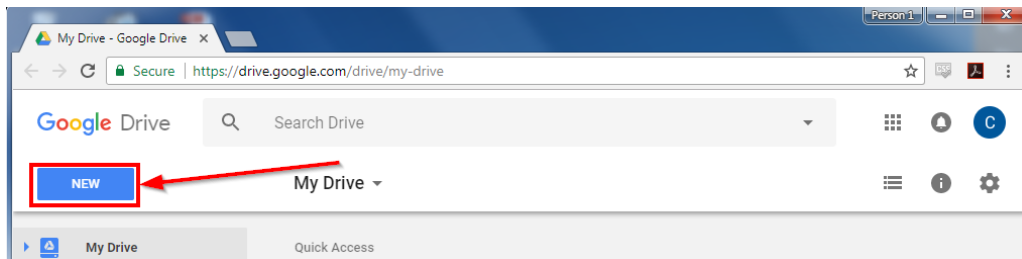 Person 1
My Drive - Google Drive
Secure | https://drive.google.com/drive/my-drive
Google Drive Search Drive C
NEW My Drive
My Drive Quick Access